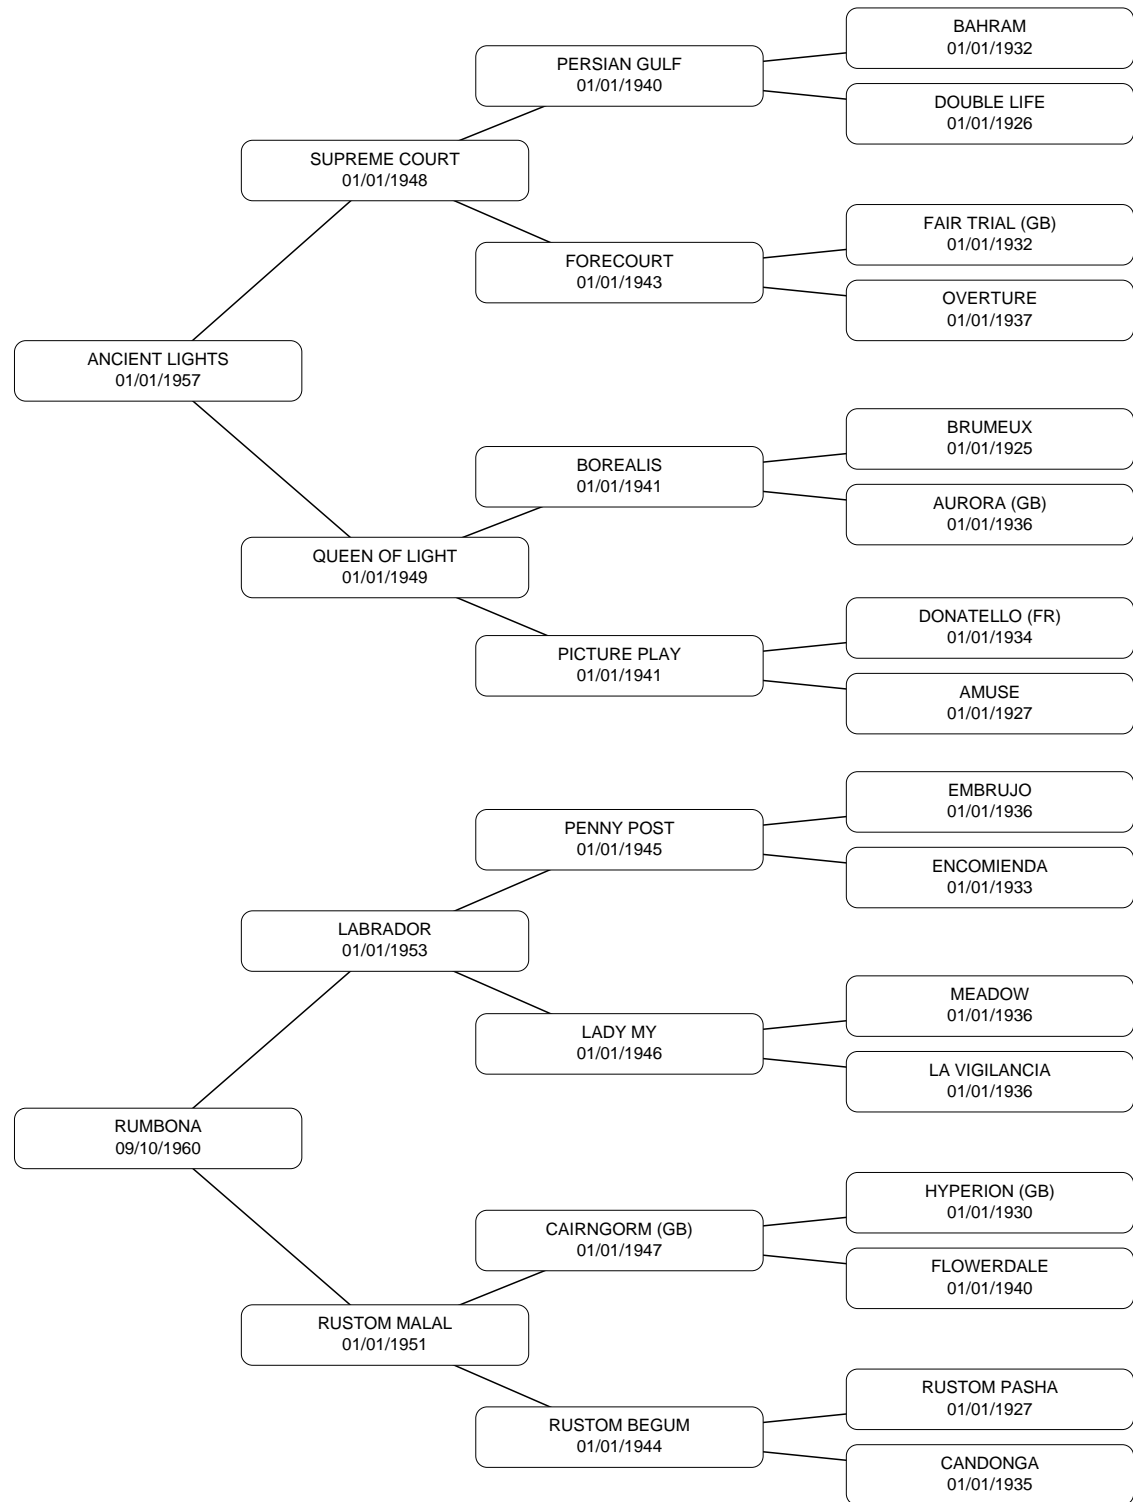 BAHRAM
01/01/1932
PERSIAN GULF
01/01/1940
DOUBLE LIFE
01/01/1926
SUPREME COURT
01/01/1948
FAIR TRIAL (GB)
01/01/1932
FORECOURT
01/01/1943
OVERTURE
01/01/1937
ANCIENT LIGHTS
01/01/1957
BRUMEUX
01/01/1925
BOREALIS
01/01/1941
AURORA (GB)
01/01/1936
QUEEN OF LIGHT
01/01/1949
DONATELLO (FR)
01/01/1934
PICTURE PLAY
01/01/1941
AMUSE
01/01/1927
EMBRUJO
01/01/1936
PENNY POST
01/01/1945
ENCOMIENDA
01/01/1933
LABRADOR
01/01/1953
MEADOW
01/01/1936
LADY MY
01/01/1946
LA VIGILANCIA
01/01/1936
RUMBONA
09/10/1960
HYPERION (GB)
01/01/1930
CAIRNGORM (GB)
01/01/1947
FLOWERDALE
01/01/1940
RUSTOM MALAL
01/01/1951
RUSTOM PASHA
01/01/1927
RUSTOM BEGUM
01/01/1944
CANDONGA
01/01/1935